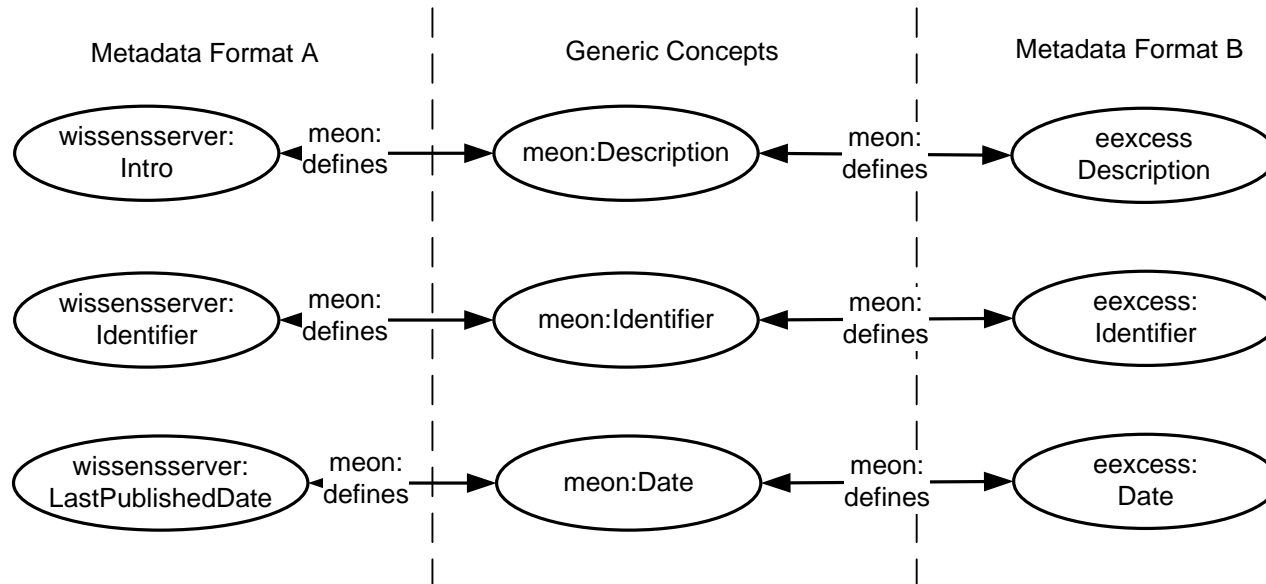 Metadata Format A
Generic Concepts
Metadata Format B
wissensserver:
Intro
meon:
defines
meon:Description
meon:
defines
eexcess
Description
wissensserver:
Identifier
meon:
defines
meon:Identifier
meon:
defines
eexcess:
Identifier
wissensserver:
LastPublishedDate
meon:
defines
meon:Date
meon:
defines
eexcess:
Date